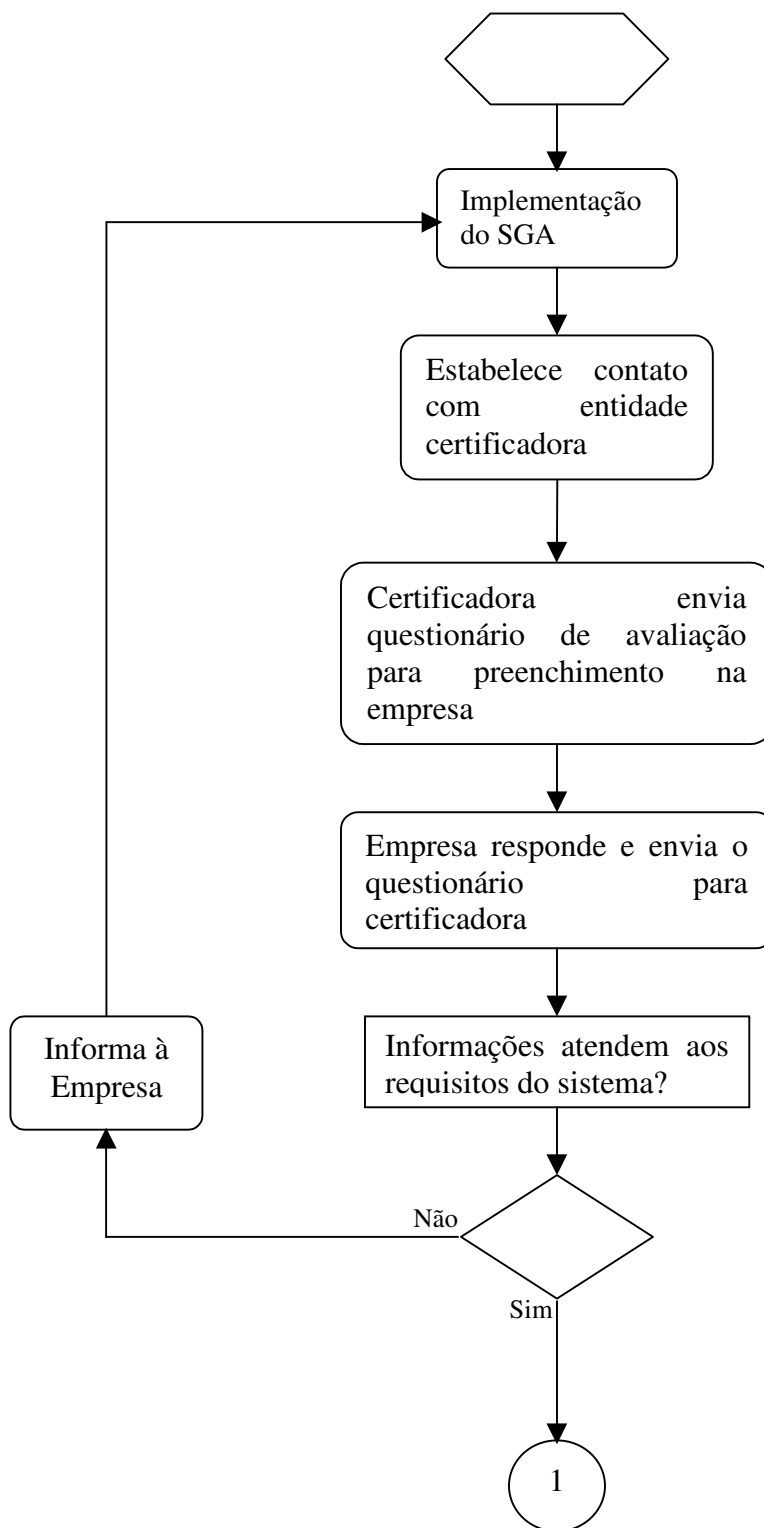 Implementação
do SGA
Estabelece contato
com entidade
certificadora
Certificadora envia
questionário de avaliação
para preenchimento na
empresa
Empresa responde e envia o
questionário para
certificadora
Informa à
Empresa
Informações atendem aos
requisitos do sistema?
Não
Sim
1